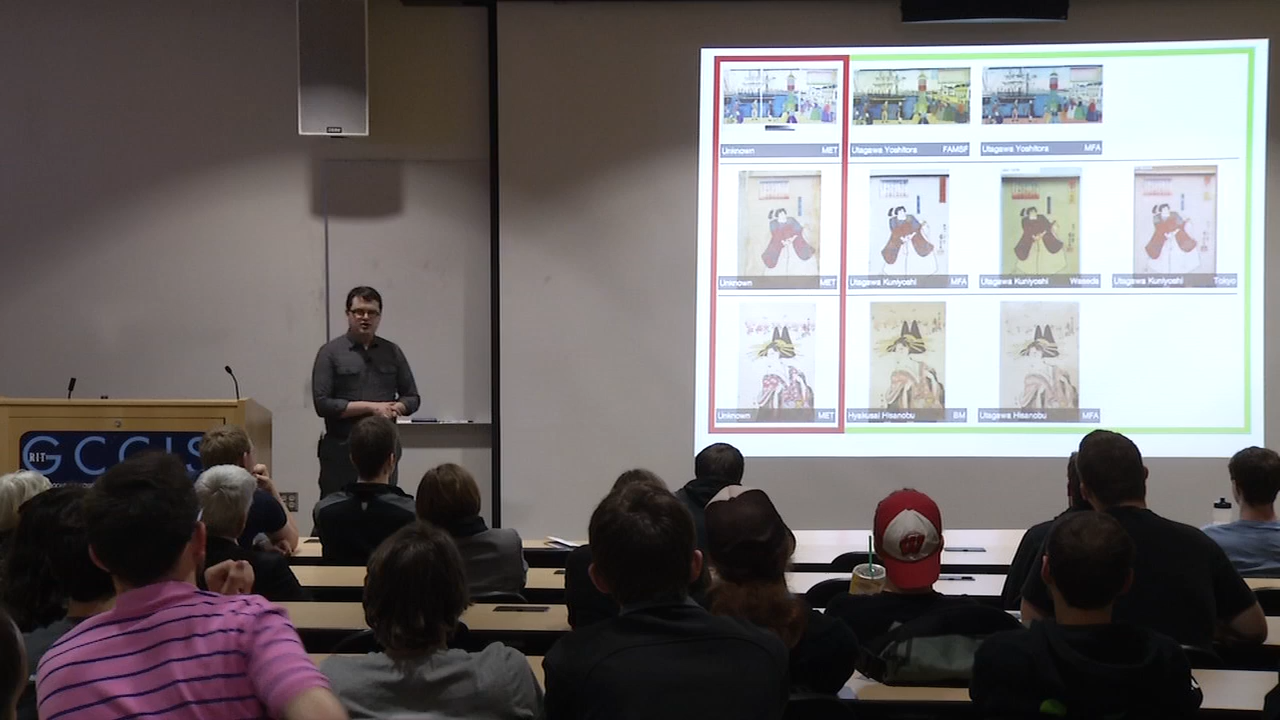 Unknown MET
Utagawa Yoshitora FAMSF
Utagawa Yoshitora MFA
Unknown MET
Utagawa Kuniyoshi MFA
Utagawa Kuniyoshi Waseda
Utagawa Kuniyoshi Tokyo
Unknown MET
Hyakusai Hisanobu BM
Utagawa Hisanobu MFA
RIT
GCCIS